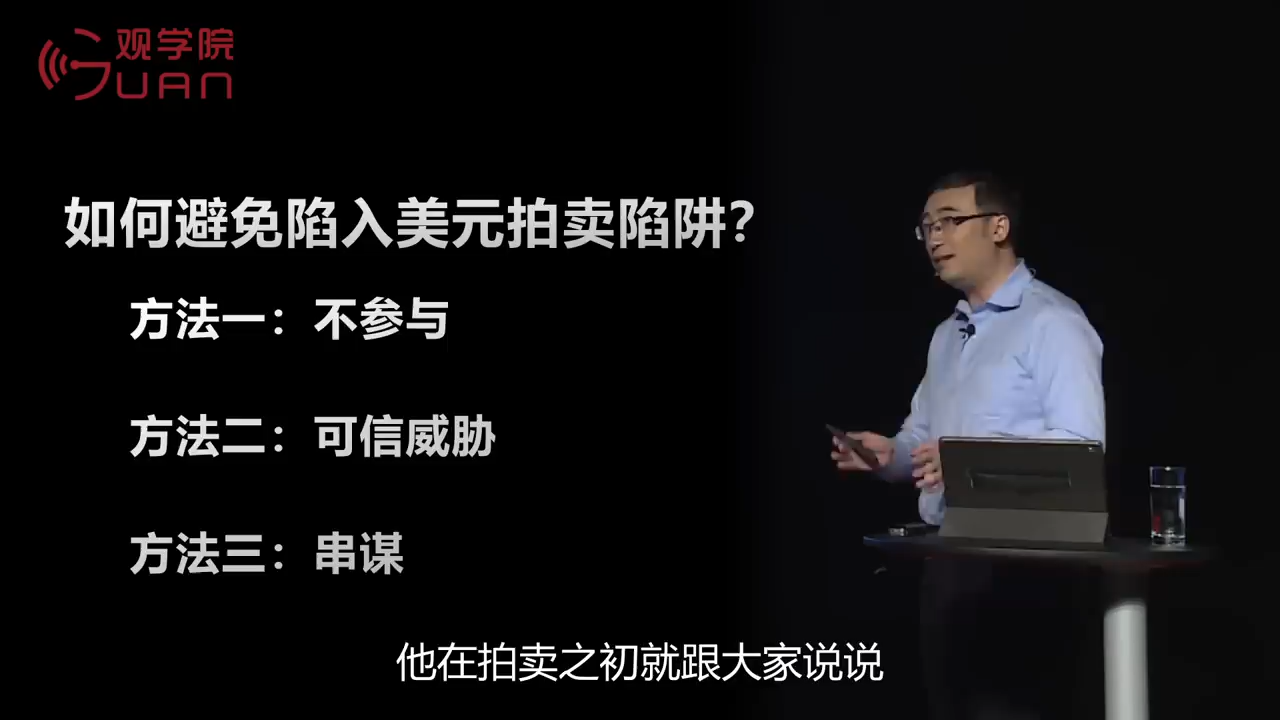 观学院
GUAN
如何避免陷入美元拍卖陷阱？
方法一：不参与
方法二：可信威胁
方法三：串谋
他在拍卖之初就跟大家说说